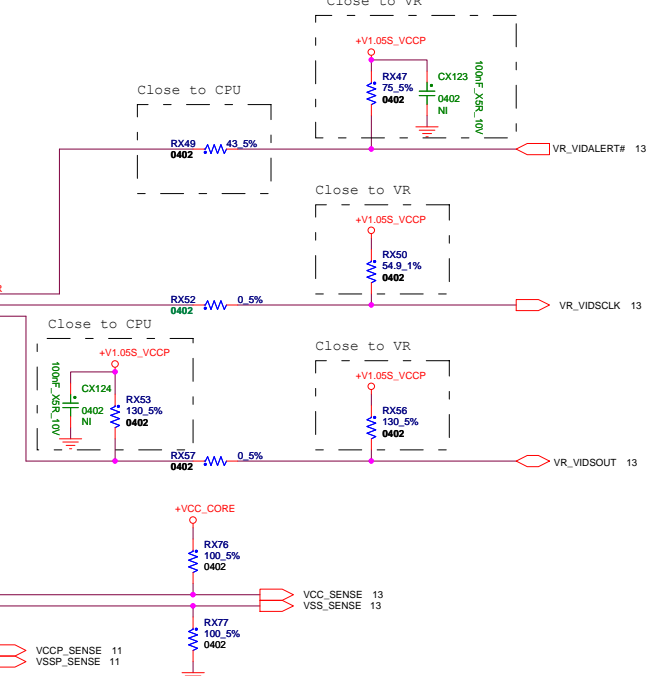 Close to VR
+V1.05S_VCCP
RX47
75_5%
0402
CX123
0402
NI
100nF_X5R_10V
Close to CPU
RX49
0402
43_5%
VR_VIDALERT# 13
Close to VR
+V1.05S_VCCP
RX50
54.9_1%
0402
RX52
0402
0_5%
VR_VIDSCLK 13
Close to CPU
+V1.05S_VCCP
100nF_X5R_10V
CX124
0402
NI
RX53
130_5%
0402
Close to VR
+V1.05S_VCCP
RX56
130_5%
0402
RX57
0402
0_5%
VR_VIDSOUT 13
+VCC_CORE
RX76
100_5%
0402
VCC_SENSE 13
VSS_SENSE 13
RX77
100_5%
0402
VCCP_SENSE 11
VSSP_SENSE 11